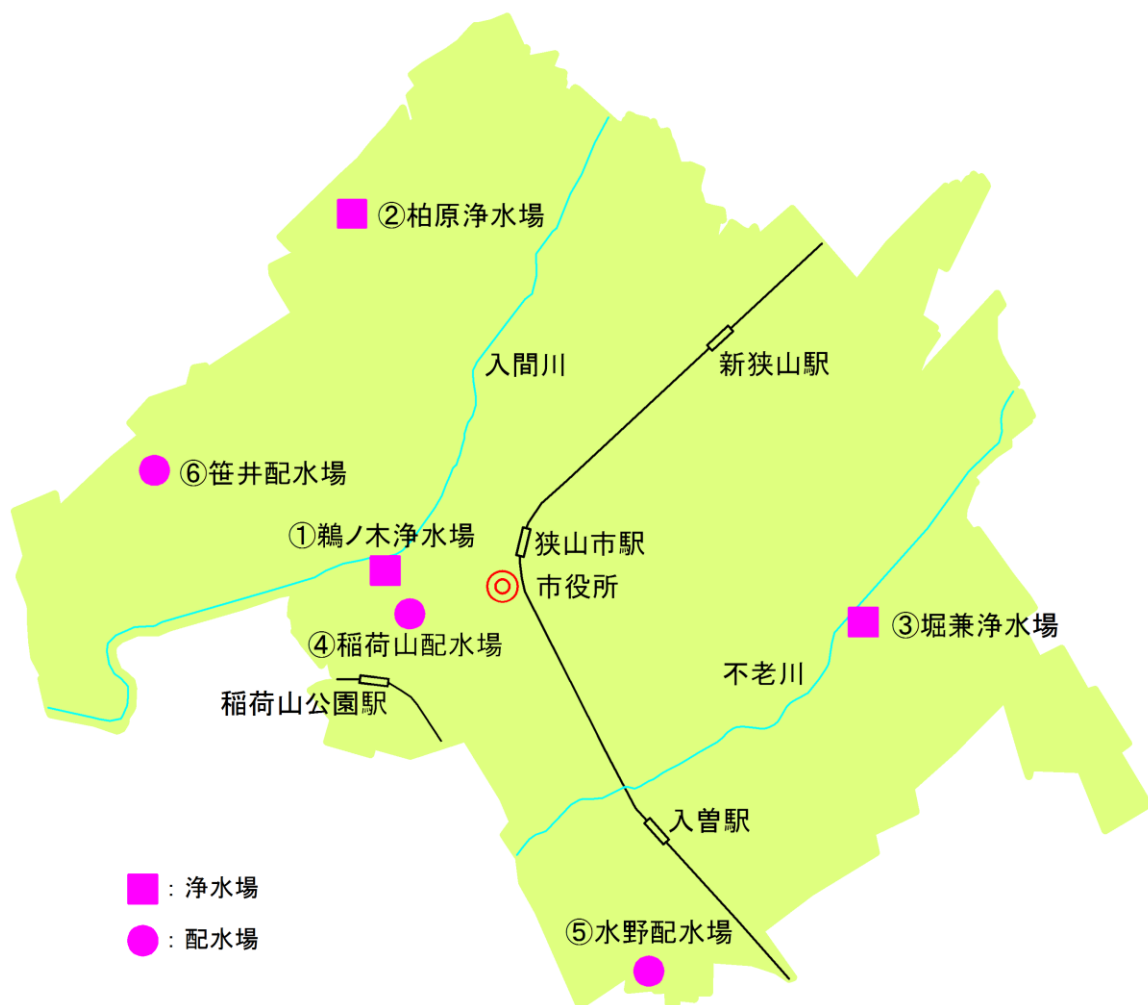 ②柏原浄水場
入間川
新狭山駅
⑥笹井配水場
①鵜ノ木浄水場
狭山市駅
市役所
③堀兼浄水場
④稲荷山配水場
不老川
稲荷山公園駅
入曽駅
：浄水場
：配水場
⑤水野配水場